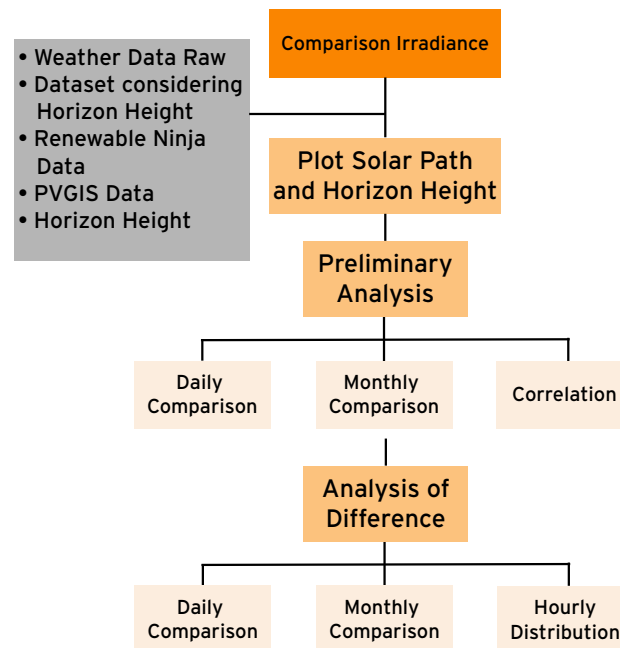 Comparison Irradiance
• Weather Data Raw
• Dataset considering
Horizon Height
• Renewable Ninja
Data
• PVGIS Data
• Horizon Height
Plot Solar Path
and Horizon Height
Preliminary
Analysis
Daily
Comparison
Monthly
Comparison
Correlation
Analysis of
Difference
Daily
Comparison
Monthly
Comparison
Hourly
Distribution